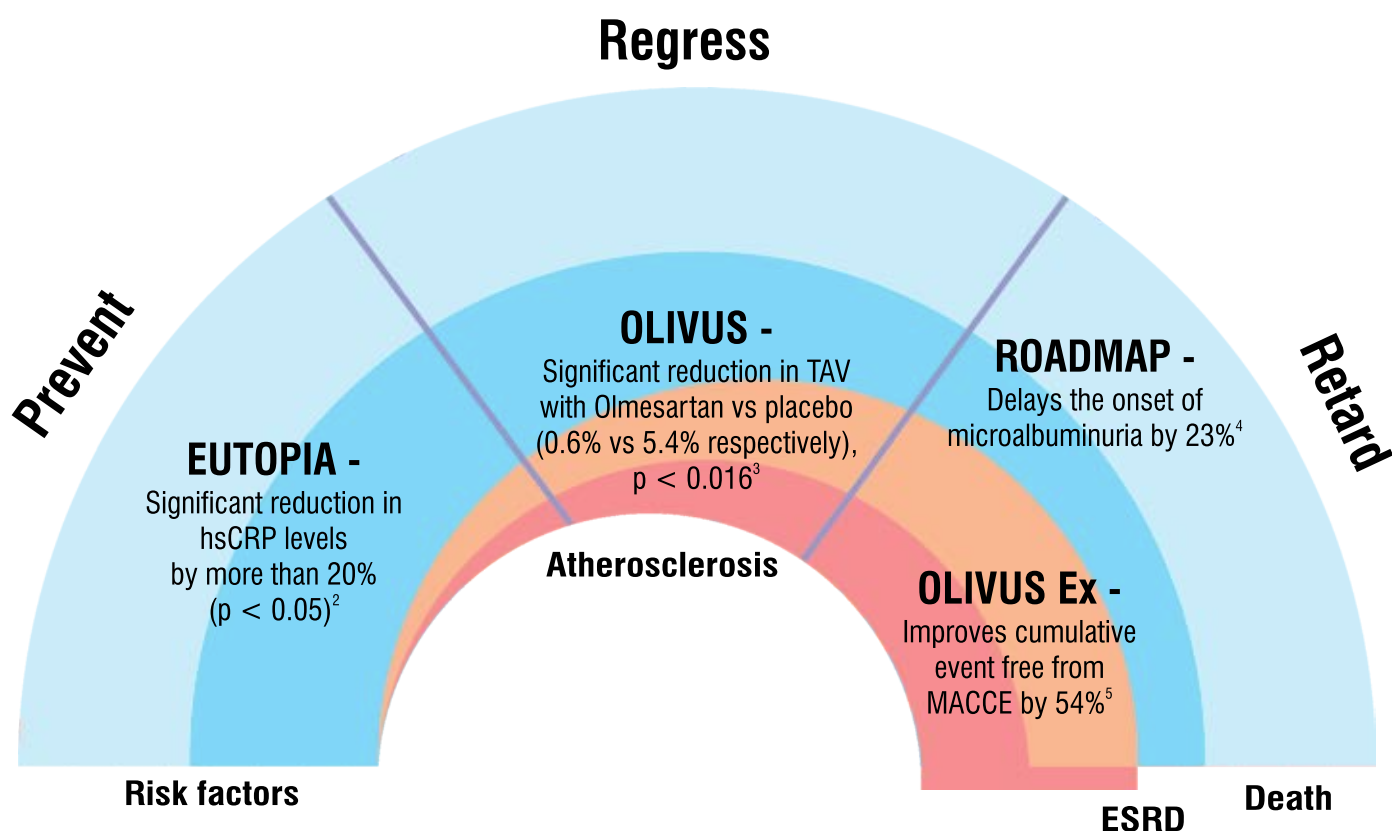 Regress
Prevent
Retard
OLIVUS -
Significant reduction in TAV
with Olmesartan vs placebo
(0.6% vs 5.4% respectively),
p < 0.016³
ROADMAP -
Delays the onset of
microalbuminuria by 23%⁴
EUTOPIA -
Significant reduction in
hsCRP levels
by more than 20%
(p < 0.05)²
Atherosclerosis
OLIVUS Ex -
Improves cumulative
event free from
MACCE by 54%⁵
Risk factors
ESRD
Death